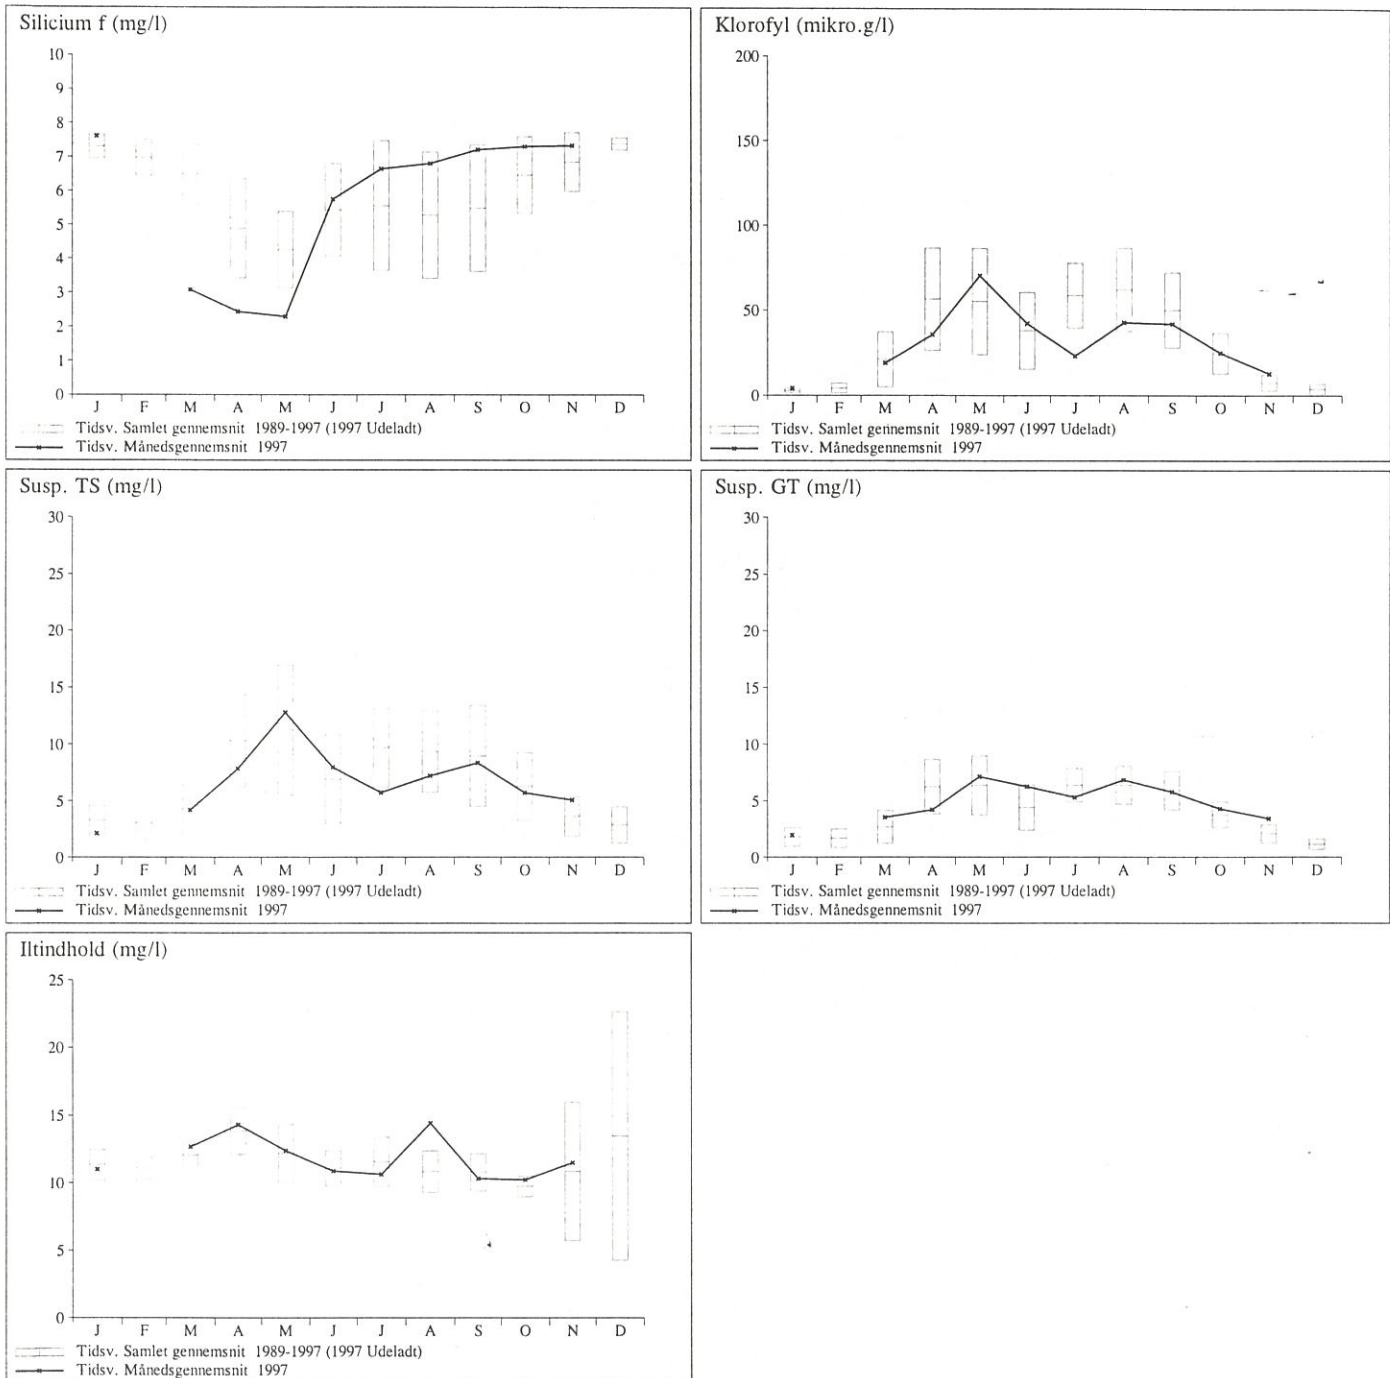 Silicium f (mg/l)
10
9
8
7
6
5
4
3
2
1
0
J F M A M J J A S O N D
Tidsv. Samlet gennemsnit 1989-1997 (1997 Udeladt)
Tidsv. Månedsgennemsnit 1997
Klorofyl (mikro.g/l)
200
150
100
50
0
J F M A M J J A S O N D
Tidsv. Samlet gennemsnit 1989-1997 (1997 Udeladt)
Tidsv. Månedsgennemsnit 1997
Susp. TS (mg/l)
30
25
20
15
10
5
0
J F M A M J J A S O N D
Tidsv. Samlet gennemsnit 1989-1997 (1997 Udeladt)
Tidsv. Månedsgennemsnit 1997
Susp. GT (mg/l)
30
25
20
15
10
5
0
J F M A M J J A S O N D
Tidsv. Samlet gennemsnit 1989-1997 (1997 Udeladt)
Tidsv. Månedsgennemsnit 1997
Iltindhold (mg/l)
25
20
15
10
5
0
J F M A M J J A S O N D
Tidsv. Samlet gennemsnit 1989-1997 (1997 Udeladt)
Tidsv. Månedsgennemsnit 1997